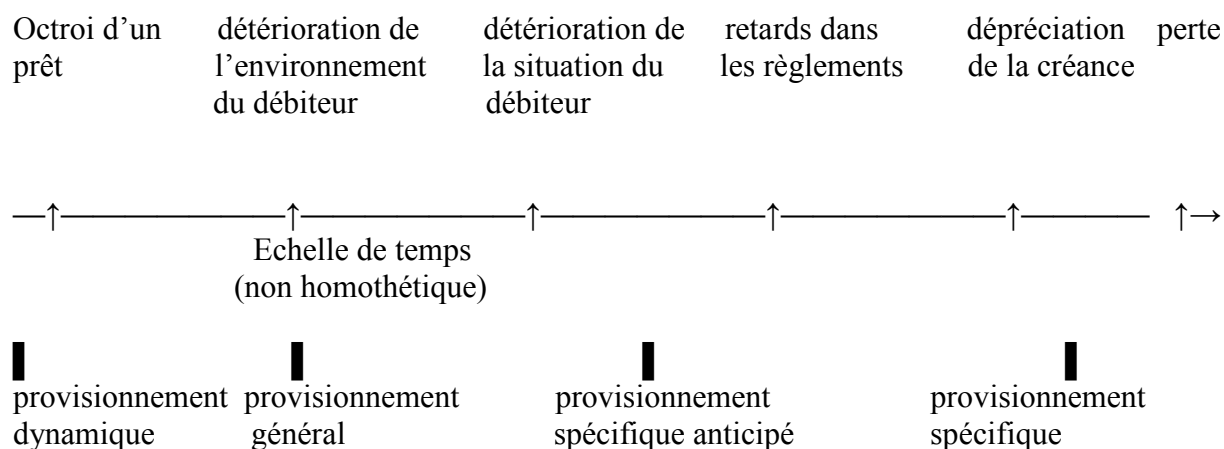 Octroi d’un détérioration de détérioration de retards dans dépréciation perte
prêt l’environnement la situation du les règlements de la créance
du débiteur débiteur
—↑———————↑———————↑———————↑———————↑———— ↑→
Echelle de temps
(non homothétique)
provisionnement provisionnement provisionnement provisionnement
dynamique général spécifique anticipé spécifique